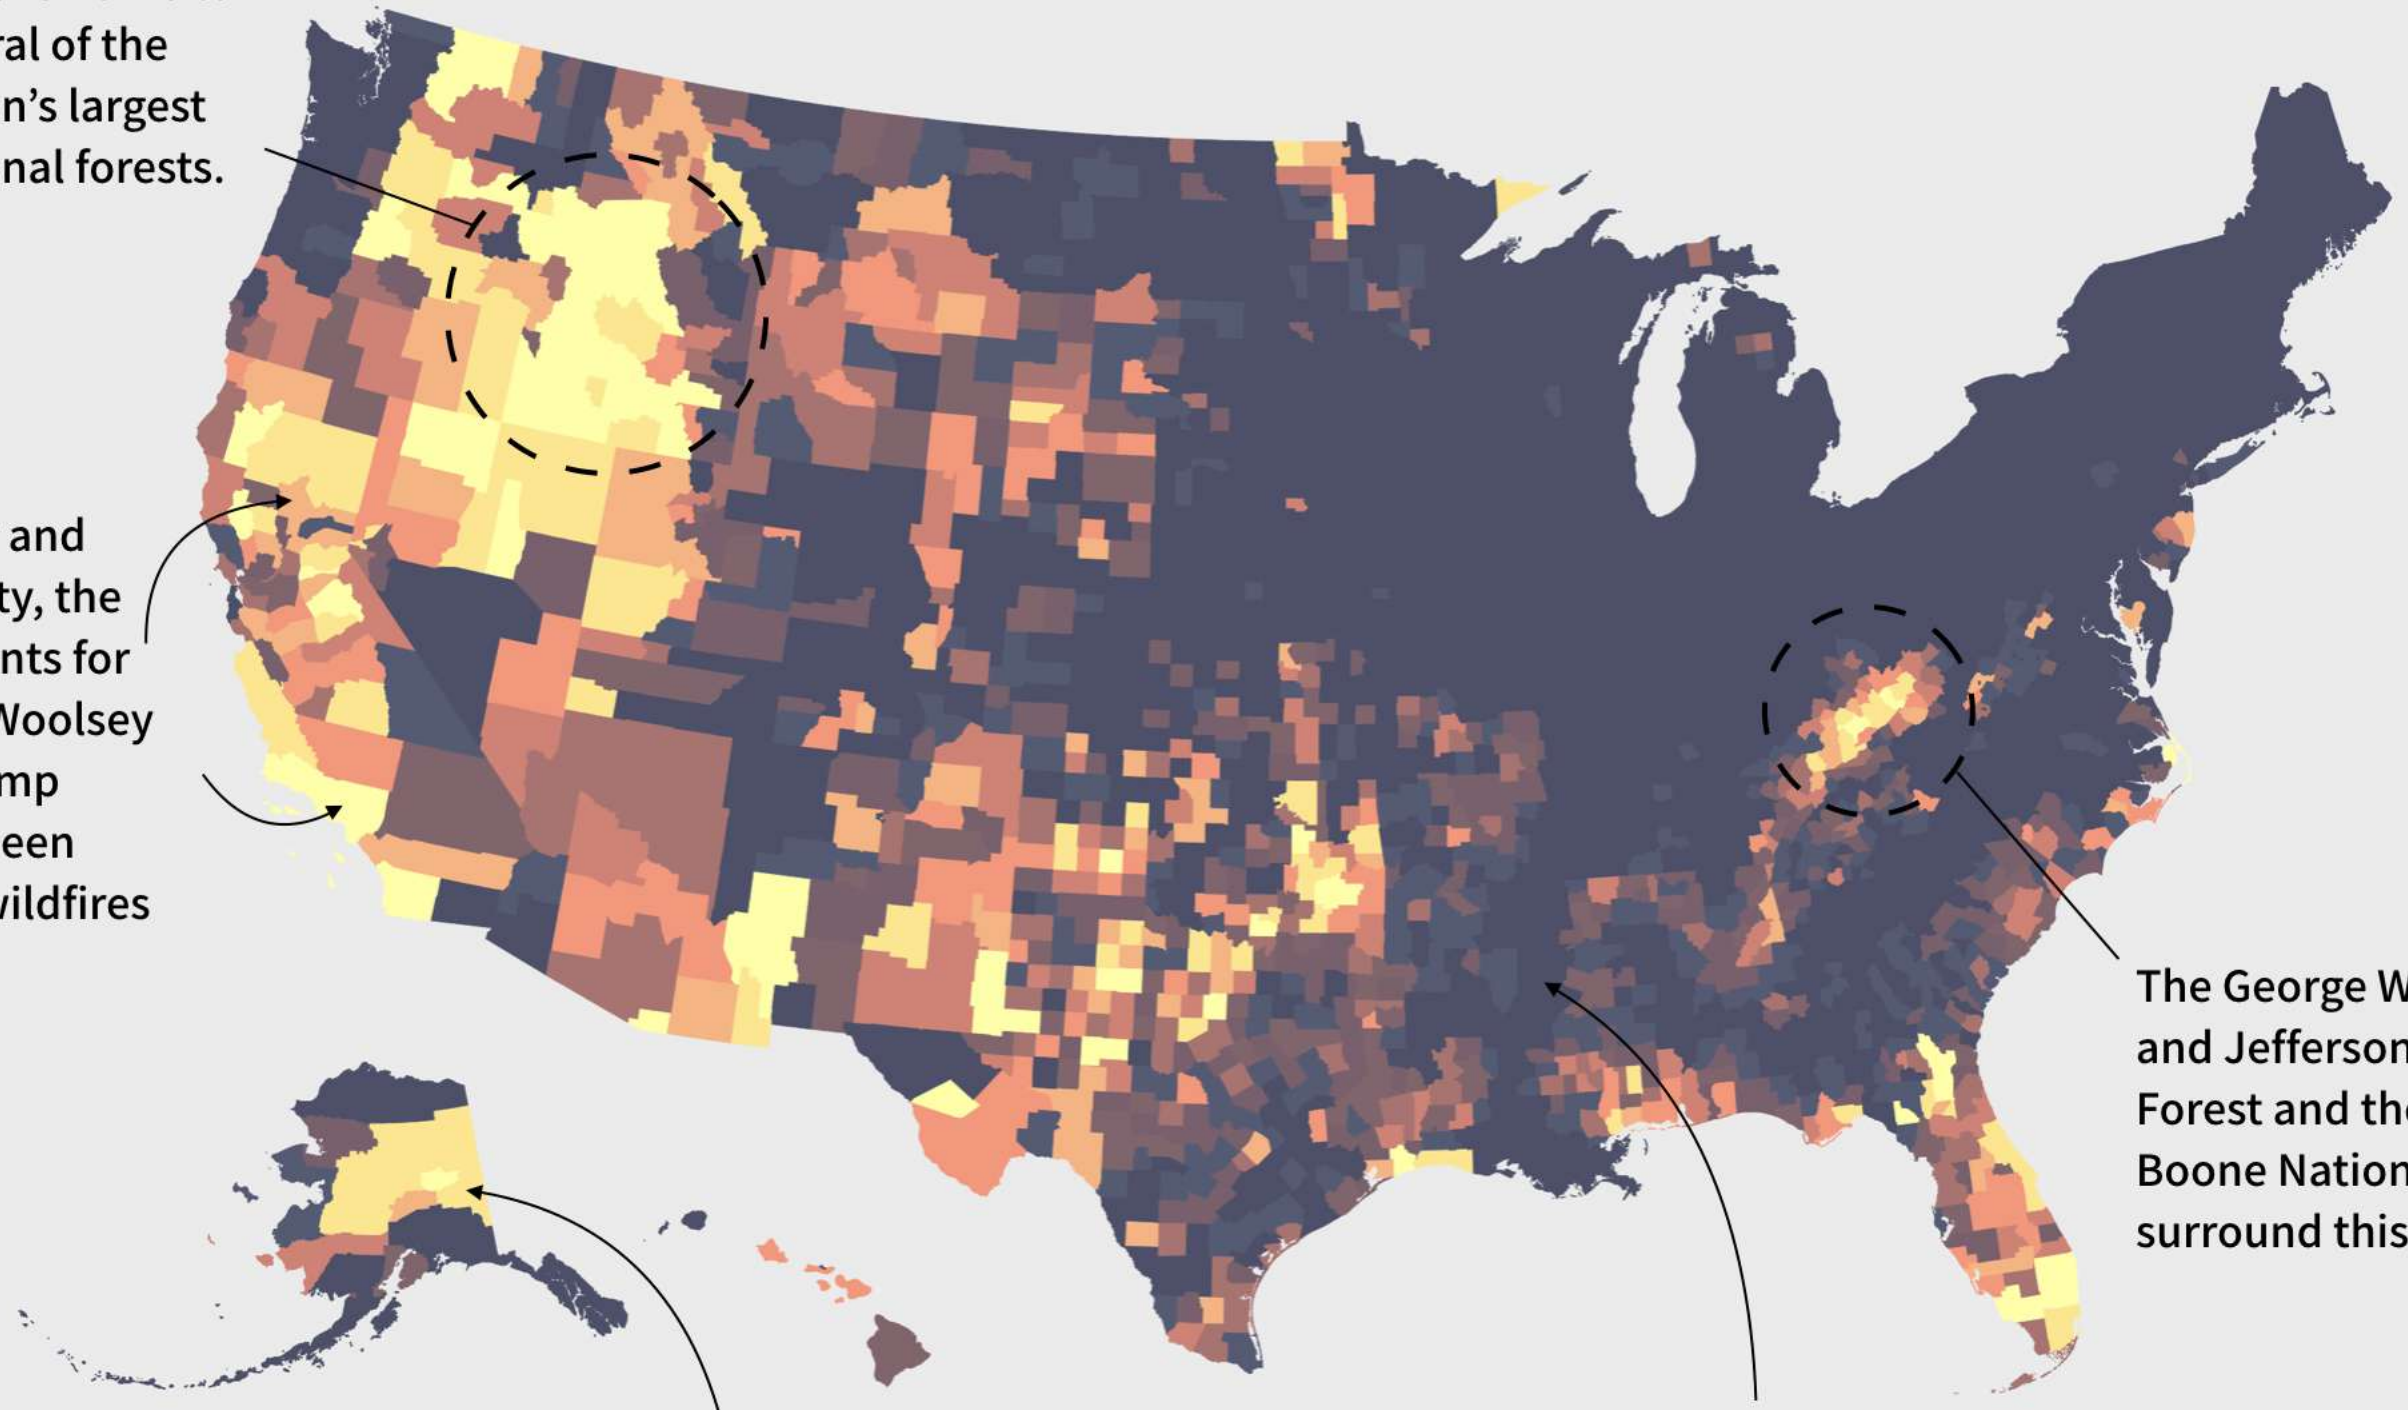 ral of the
n's largest
nal forests.
and
ty, the
nts for
Woolsey
mp
een
vildfires
The George W
and Jefferson
Forest and the
Boone Nation
surround this